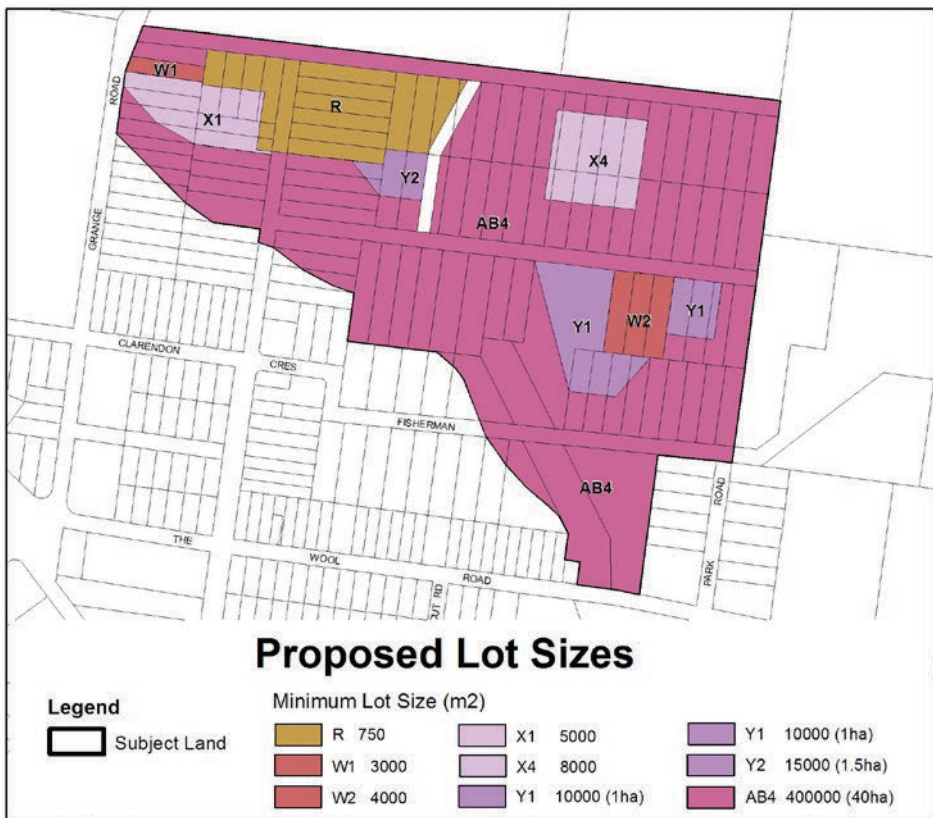 W1
ROAD
R
X1
X4
Y2
AB4
GRANGE
Y1
W2
Y1
CLARENDON
CRES
FISHERMAN
AB4
ROAD
THE
WOOL
ROAD
PARK
Proposed Lot Sizes
Legend
Subject Land
Minimum Lot Size (m2)
R 750
W1 3000
W2 4000
X1 5000
X4 8000
Y1 10000 (1ha)
Y1 10000 (1ha)
Y2 15000 (1.5ha)
AB4 400000 (40ha)